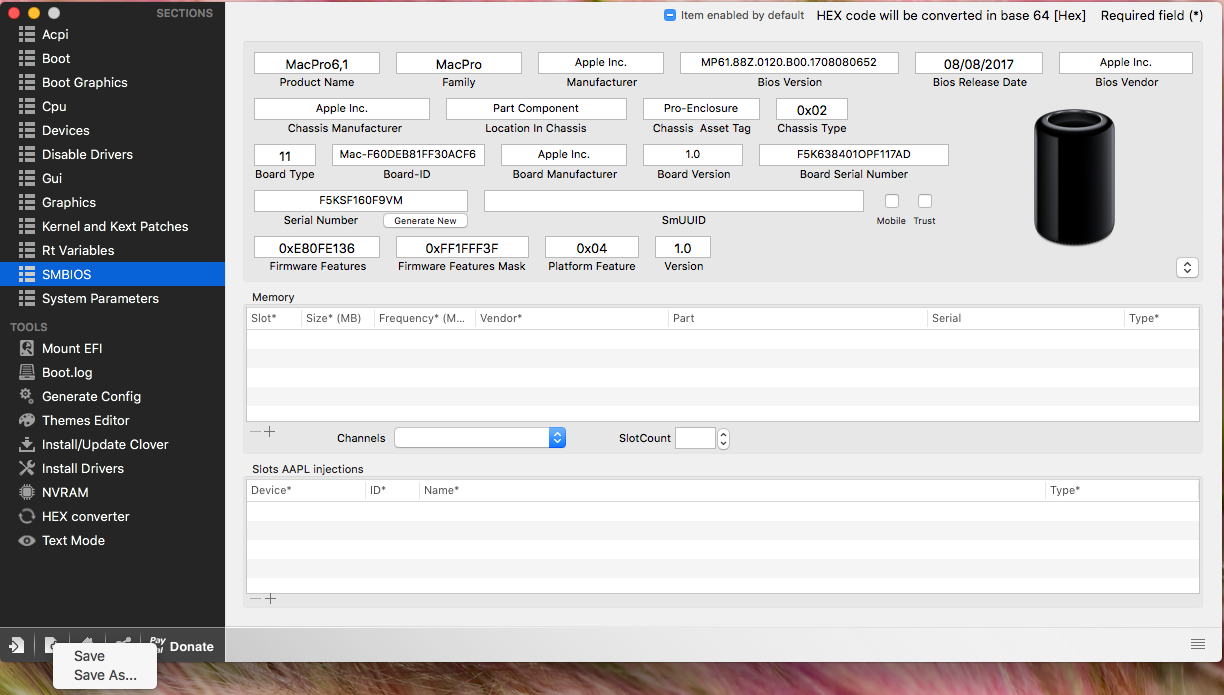 SECTIONS
Acpi
Boot
Boot Graphics
Cpu
Devices
Disable Drivers
Gui
Graphics
Kernel and Kext Patches
Rt Variables
SMBIOS
System Parameters
TOOLS
Mount EFI
Boot.log
Generate Config
Themes Editor
Install/Update Clover
Install Drivers
NVRAM
HEX converter
Text Mode
Donate
Save
Save As...
Item enabled by default HEX code will be converted in base 64 [Hex] Required field (*)
MacPro6,1 MacPro Apple Inc. MP61.88Z.0120.B00.1708080652 08/08/2017 Apple Inc.
Product Name Family Manufacturer Bios Version Bios Release Date Bios Vendor
Apple Inc. Part Component Pro-Enclosure 0x02
Chassis Manufacturer Location In Chassis Chassis Asset Tag Chassis Type
11 Mac-F60DEB81FF30ACF6 Apple Inc. 1.0 F5K638401OPF117AD
Board Type Board-ID Board Manufacturer Board Version Board Serial Number
F5KSF160F9VM
Serial Number Generate New SmUUID Mobile Trust
0xE80FE136 0xFF1FFF3F 0x04 1.0
Firmware Features Firmware Features Mask Platform Feature Version
Memory
Slot* Size* (MB) Frequency* (M... Vendor* Part Serial Type*
Channels SlotCount
Slots AAPL injections
Device* ID* Name* Type*